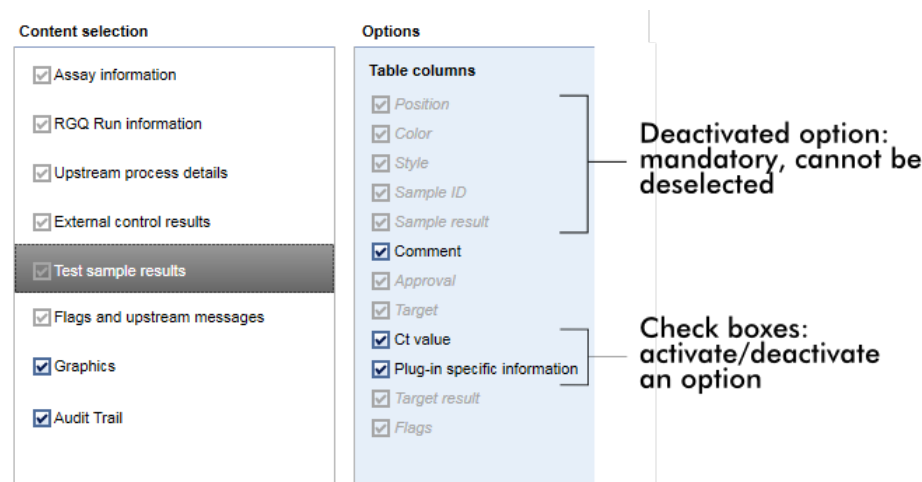 Content selection
Assay information
RGQ Run information
Upstream process details
External control results
Test sample results
Flags and upstream messages
Graphics
Audit Trail
Options
Table columns
Position
Color
Style
Sample ID
Sample result
Comment
Approval
Target
Ct value
Plug-in specific information
Target result
Flags
Deactivated option:
mandatory, cannot be
deselected
Check boxes:
activate/deactivate
an option